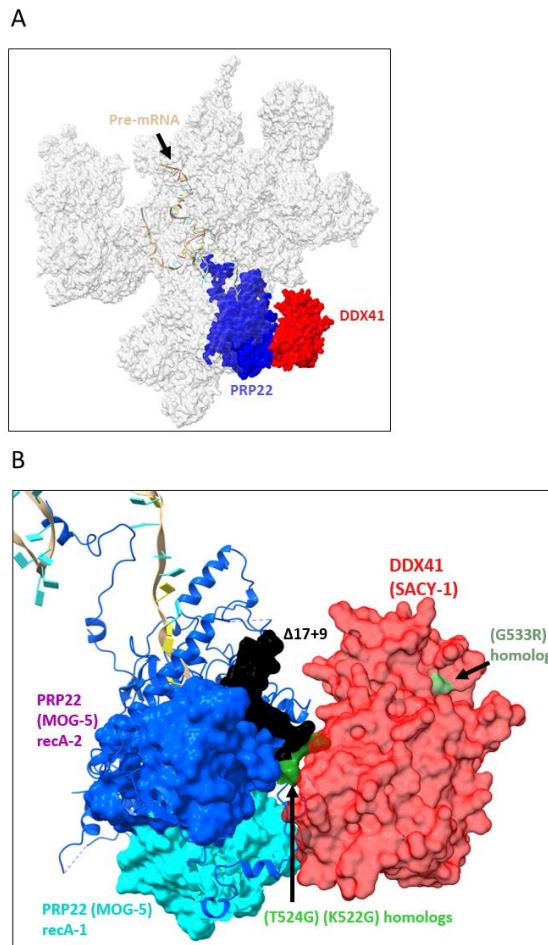 A
Pre-mRNA
DDX41
PRP22
B
DDX41
(SACY-1)
(G533R)
homolog
Δ17+9
PRP22
(MOG-5)
recA-2
PRP22 (MOG-5)
recA-1
(T524G) (K522G) homologs